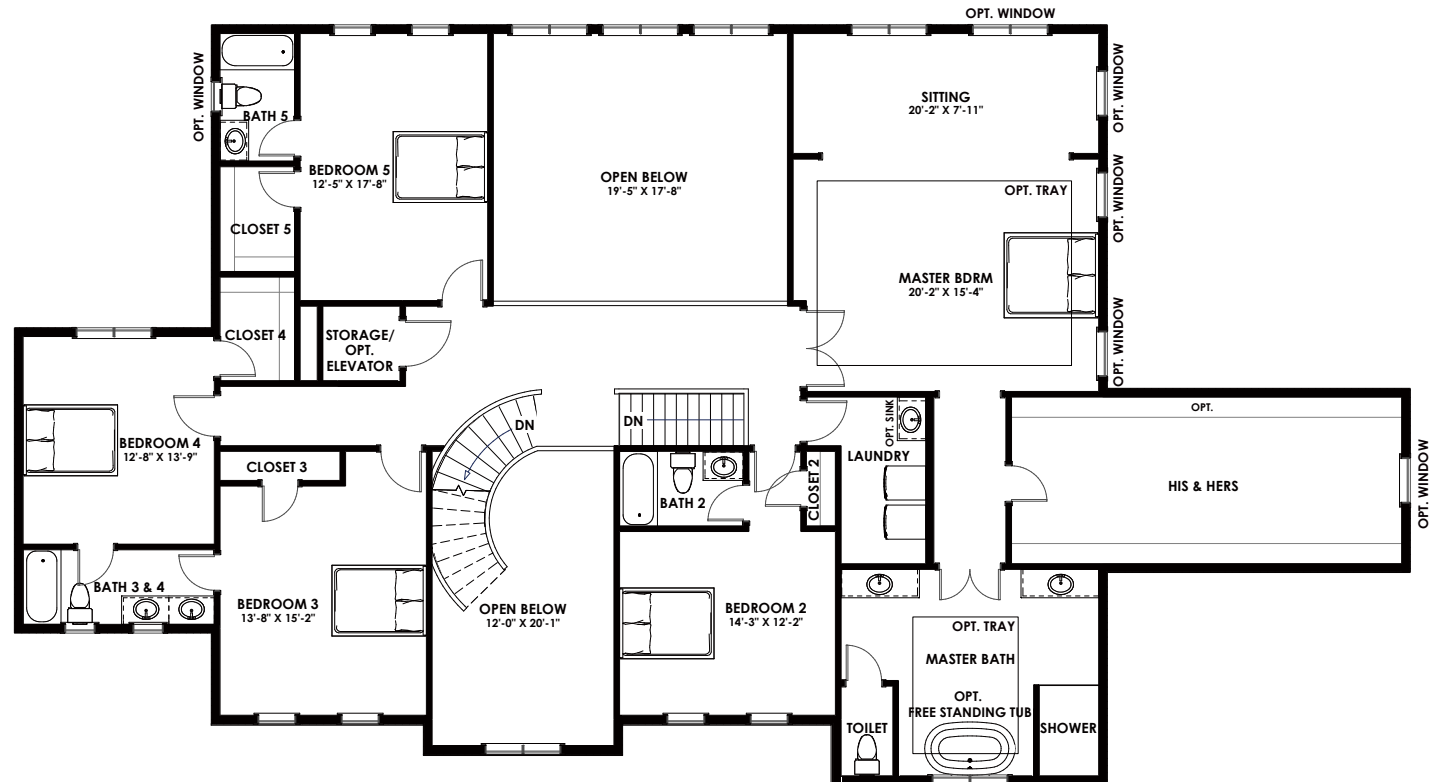 OPT. WINDOW
OPT. WINDOW
BATH 5
CLOSET 5
BEDROOM 5
12'-5" X 17'-8"
OPEN BELOW
19'-5" X 17'-8"
SITTING
20'-2" X 7'-11"
OPT. WINDOW
OPT. TRAY
OPT. WINDOW
MASTER BDRM
20'-2" X 15'-4"
OPT. WINDOW
CLOSET 4
STORAGE/
OPT.
ELEVATOR
BEDROOM 4
12'-8" X 13'-9"
DN
DN
CLOSET 3
BATH 2
CLOSET 2
OPT. SINK
LAUNDRY
OPT.
HIS & HERS
OPT. WINDOW
BATH 3 & 4
BEDROOM 3
13'-8" X 15'-2"
OPEN BELOW
12'-0" X 20'-1"
BEDROOM 2
14'-3" X 12'-2"
OPT. TRAY
MASTER BATH
OPT.
FREE STANDING TUB
TOILET
SHOWER